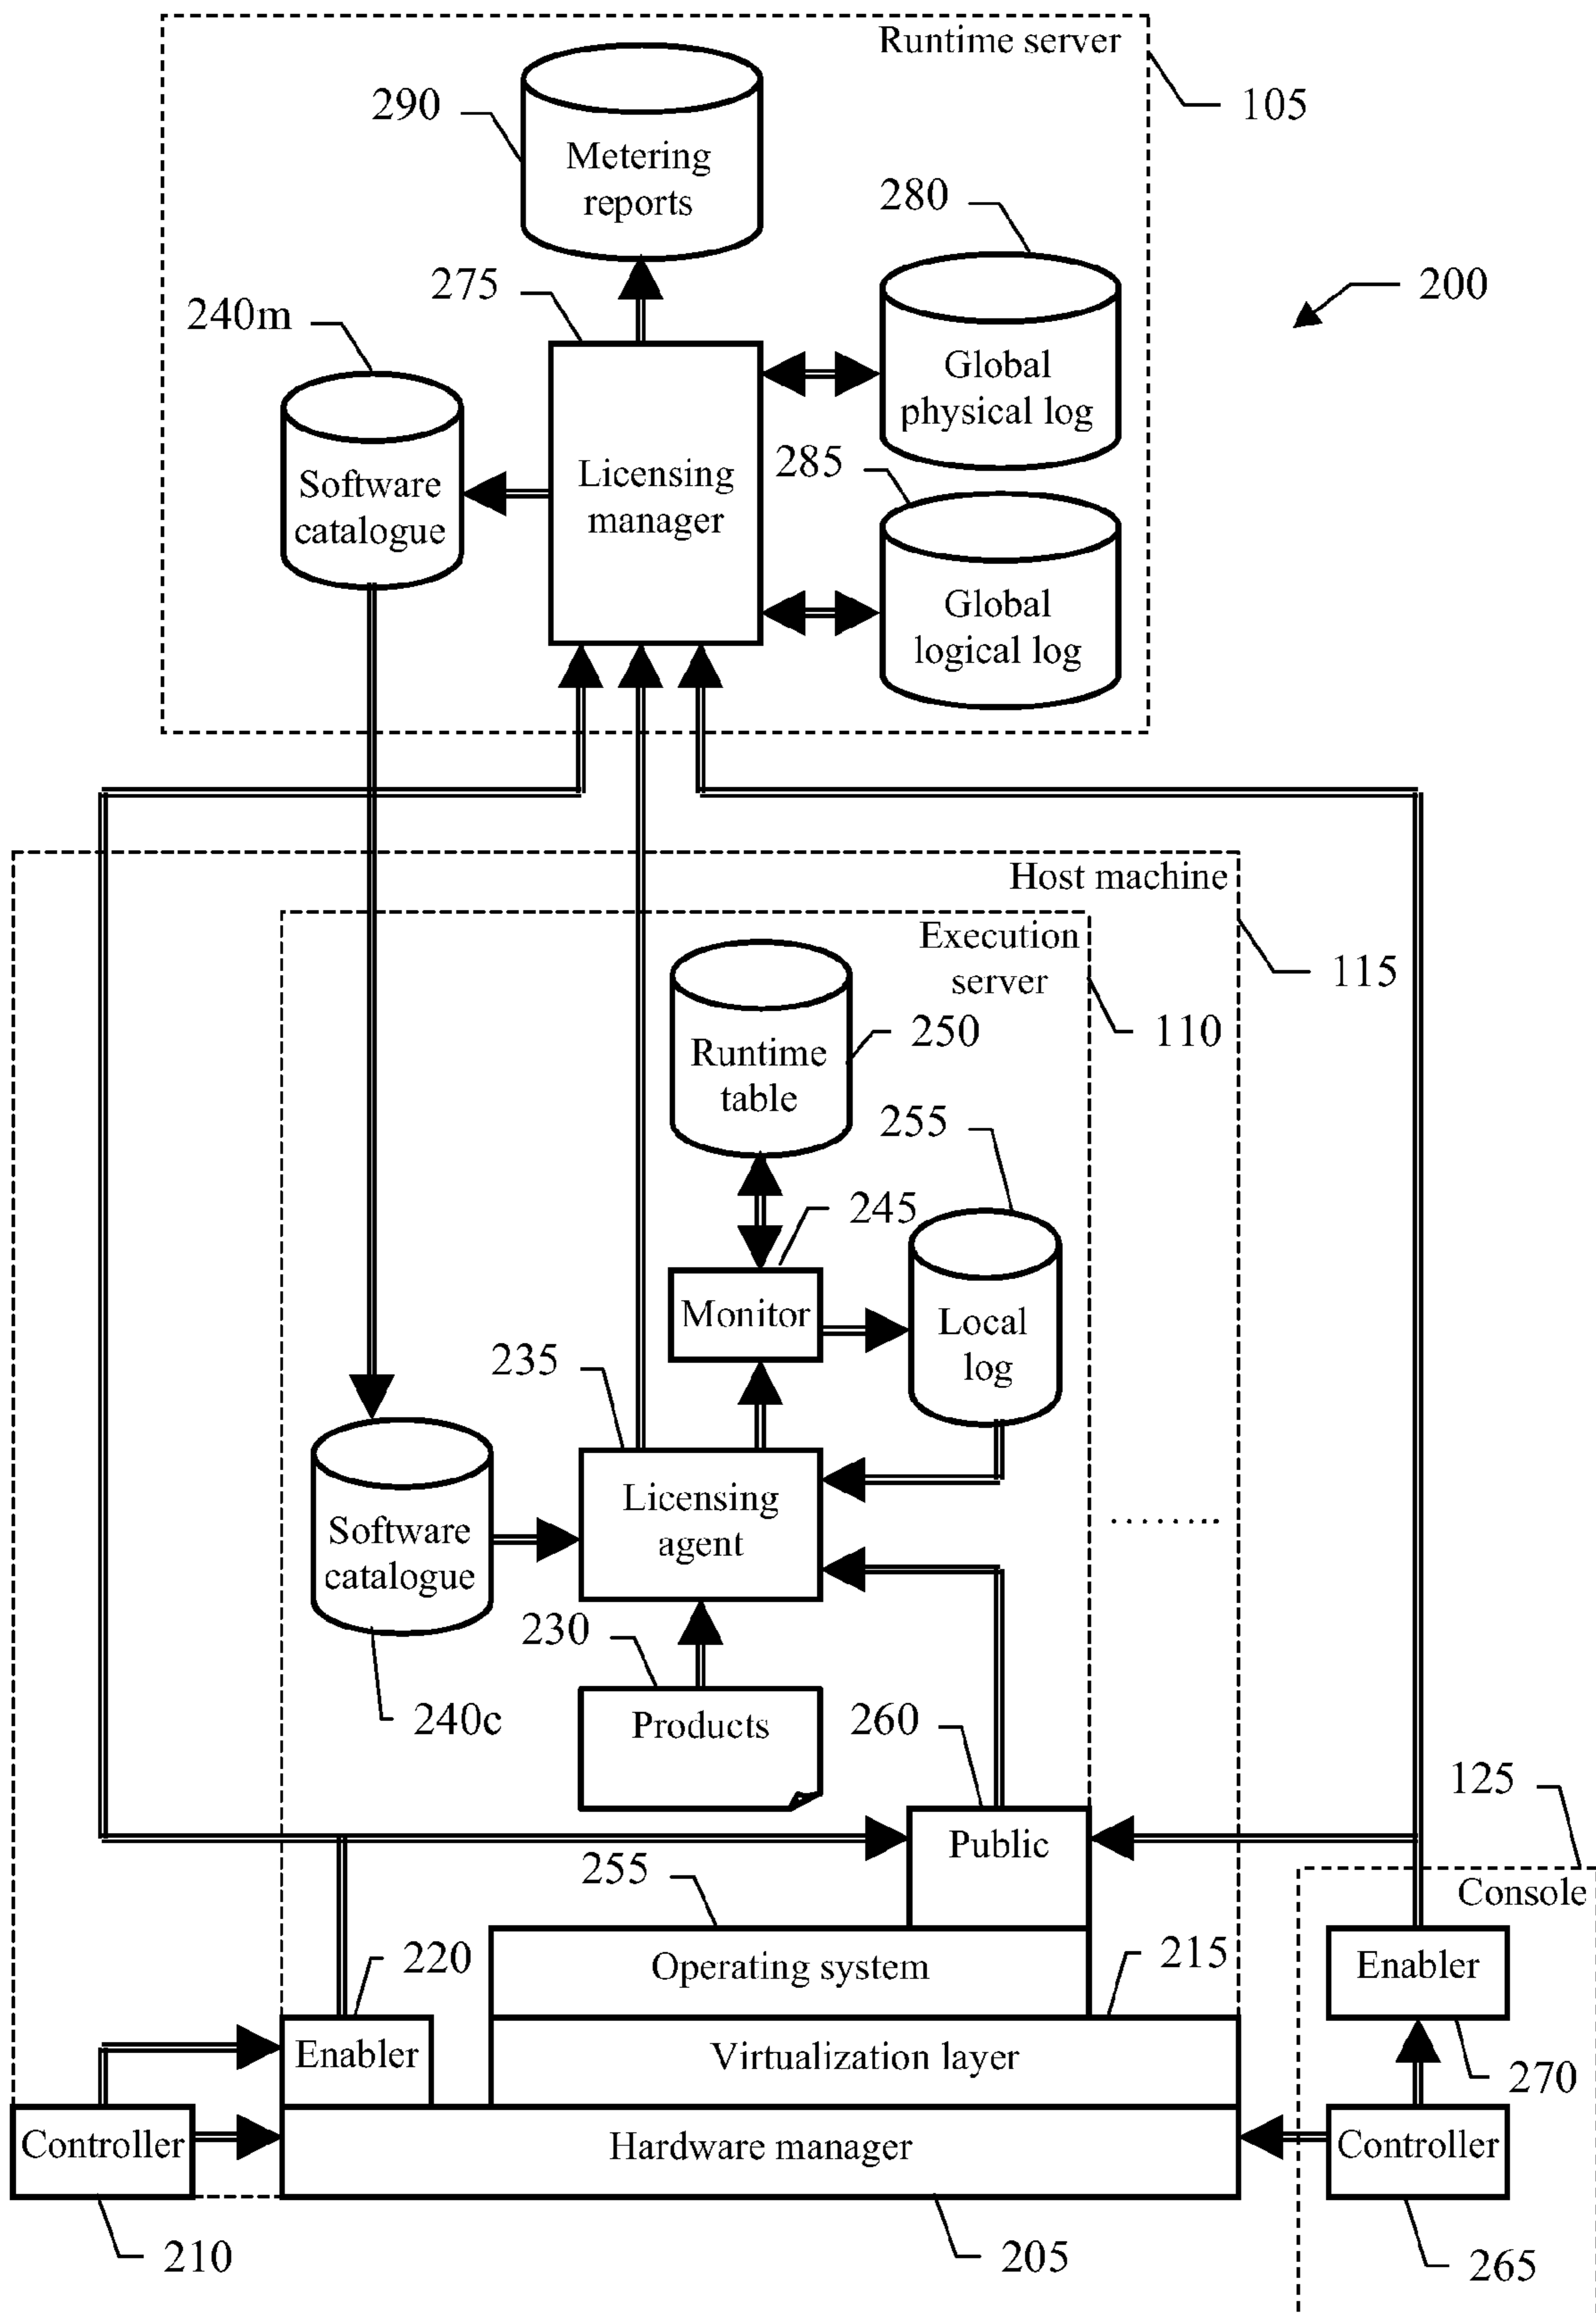 Runtime server
105
290
Metering
reports
280
200
275
240m
Global
physical log
Software
catalogue
Licensing
manager
285
Global
logical log
Host machine
115
Execution
server
110
250
Runtime
table
255
245
Monitor
Local
log
235
Licensing
agent
Software
catalogue
.......
230
240c
Products
260
125
Public
Console
255
220
Operating system
215
Enabler
Enabler
Virtualization layer
270
Controller
Hardware manager
Controller
210
205
265